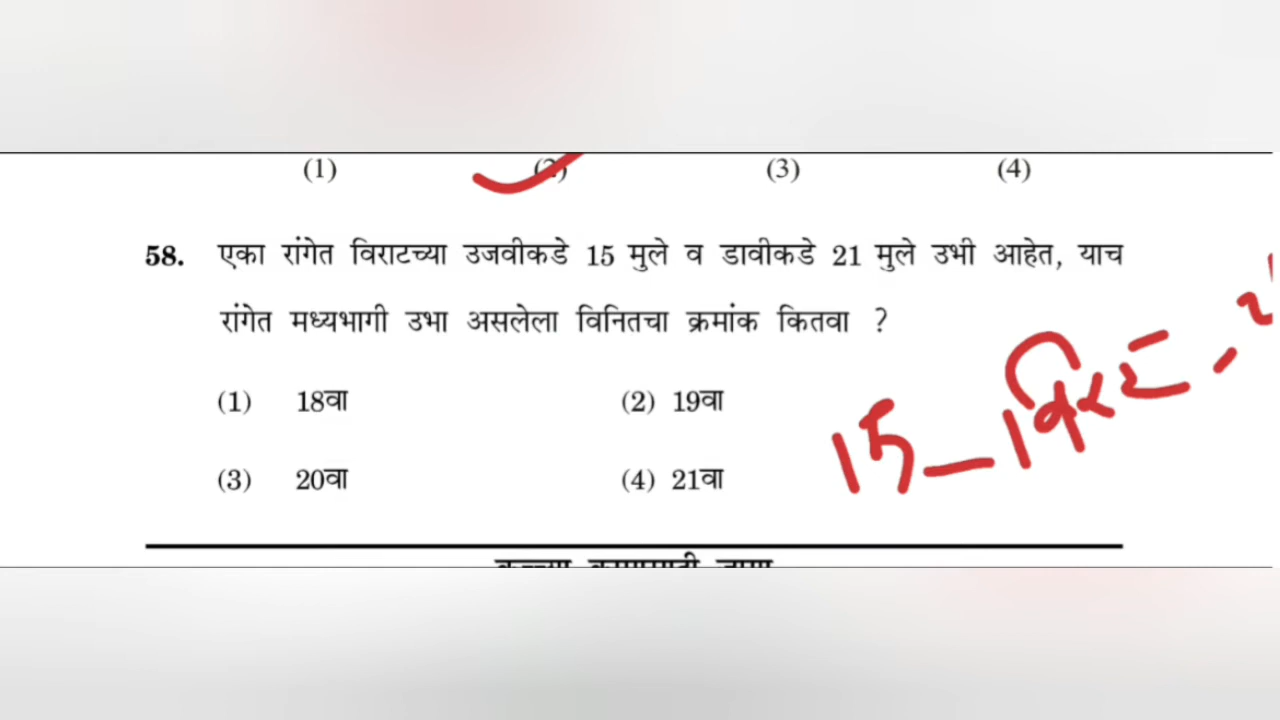 (1) (2) (3) (4)
58. एका रांगेत विराटच्या उजवीकडे 15 मुले व डावीकडे 21 मुले उभी आहेत, याच
रांगेत मध्यभागी उभा असलेला विनितचा क्रमांक कितवा ?
(1) 18वा (2) 19वा
(3) 20वा (4) 21वा
15 – विराट -